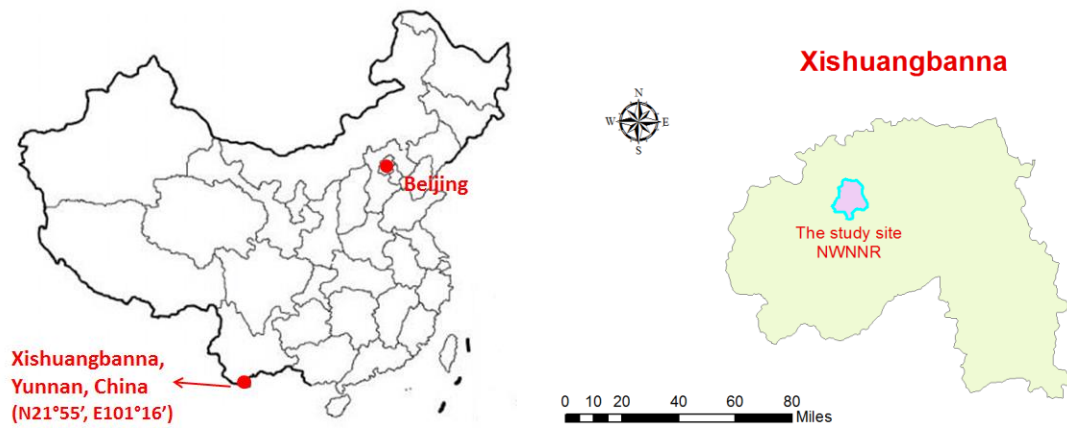 Beijing
Xishuangbanna,
Yunnan, China
(N21°55’, E101°16’)
Xishuangbanna
N
W
E
S
The study site
NWNNR
0 10 20 40 60 80
Miles